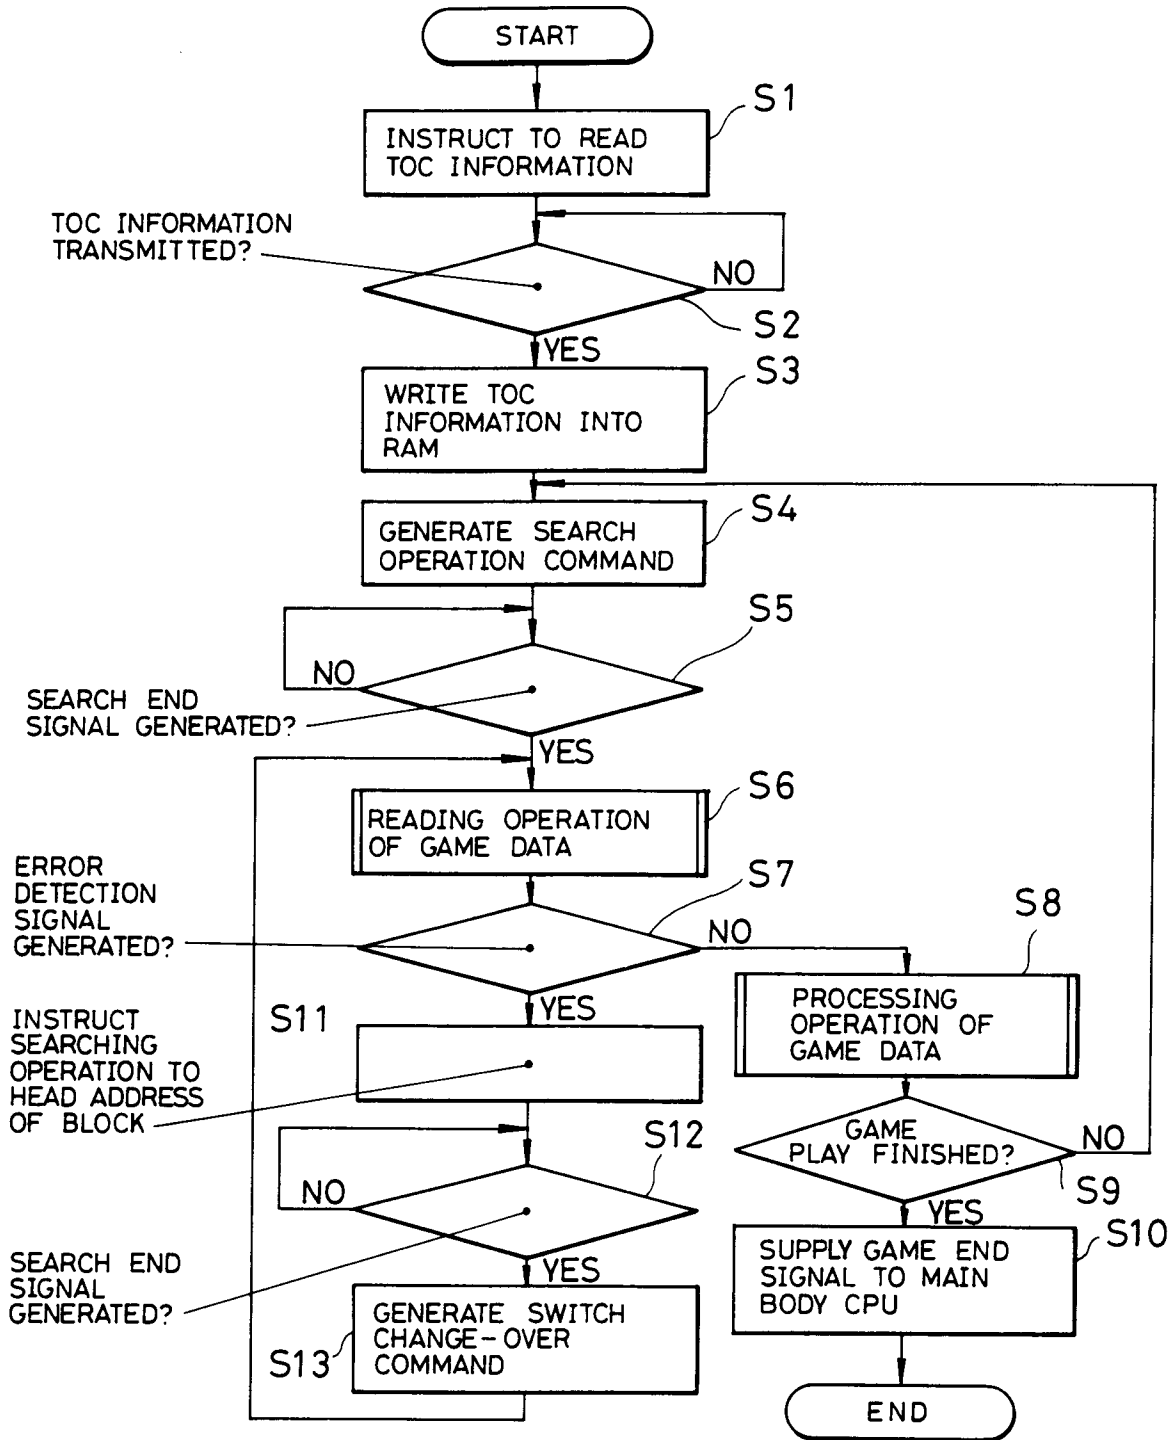 START
S1
INSTRUCT TO READ
TOC INFORMATION
TOC INFORMATION
TRANSMITTED?
NO
S2
YES
S3
WRITE TOC
INFORMATION INTO
RAM
S4
GENERATE SEARCH
OPERATION COMMAND
S5
NO
SEARCH END
SIGNAL GENERATED?
YES
S6
READING OPERATION
OF GAME DATA
ERROR
DETECTION
SIGNAL
GENERATED?
S7
NO
S8
YES
PROCESSING
OPERATION OF
GAME DATA
S11
INSTRUCT
SEARCHING
OPERATION TO
HEAD ADDRESS
OF BLOCK
S12
GAME
PLAY FINISHED?
NO
S9
NO
YES
S10
SEARCH END
SIGNAL
GENERATED?
YES
SUPPLY GAME END
SIGNAL TO MAIN
BODY CPU
GENERATE SWITCH
CHANGE-OVER
COMMAND
S13
END